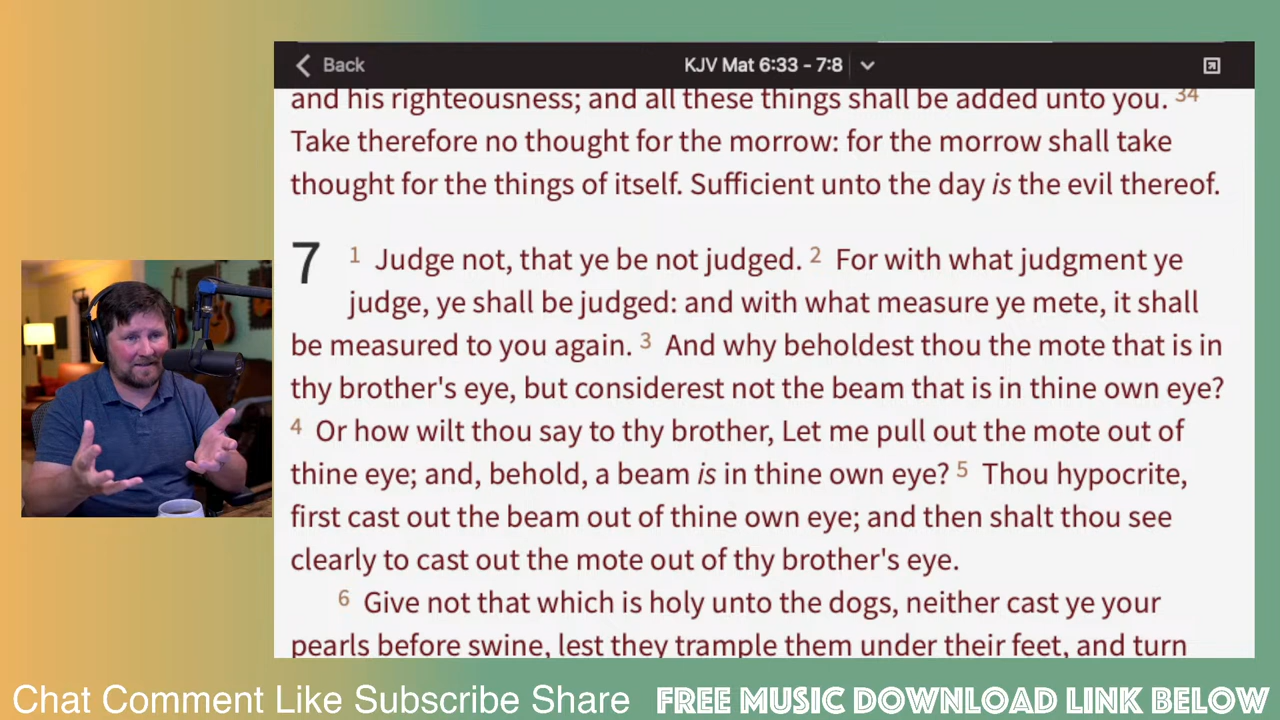 Back
KJV Mat 6:33 - 7:8
and his righteousness; and all these things shall be added unto you. 34
Take therefore no thought for the morrow: for the morrow shall take
thought for the things of itself. Sufficient unto the day is the evil thereof.
7 1 Judge not, that ye be not judged. 2 For with what judgment ye
judge, ye shall be judged: and with what measure ye mete, it shall
be measured to you again. 3 And why beholdest thou the mote that is in
thy brother's eye, but considerest not the beam that is in thine own eye?
4 Or how wilt thou say to thy brother, Let me pull out the mote out of
thine eye; and, behold, a beam is in thine own eye? 5 Thou hypocrite,
first cast out the beam out of thine own eye; and then shalt thou see
clearly to cast out the mote out of thy brother's eye.
6 Give not that which is holy unto the dogs, neither cast ye your
pearls before swine, lest they trample them under their feet, and turn
Chat Comment Like Subscribe Share
FREE MUSIC DOWNLOAD LINK BELOW